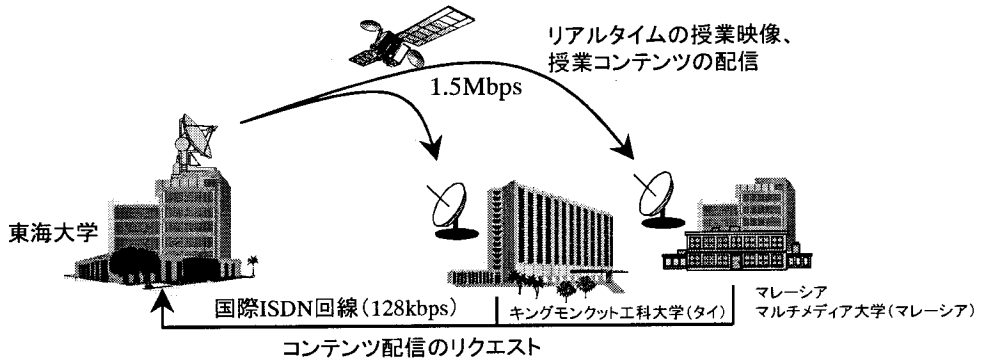 リアルタイムの授業映像、
授業コンテンツの配信
1.5Mbps
東海大学
国際ISDN回線(128kbps)
キングモンクット工科大学(タイ)
マレーシア
マルチメディア大学(マレーシア)
コンテンツ配信のリクエスト